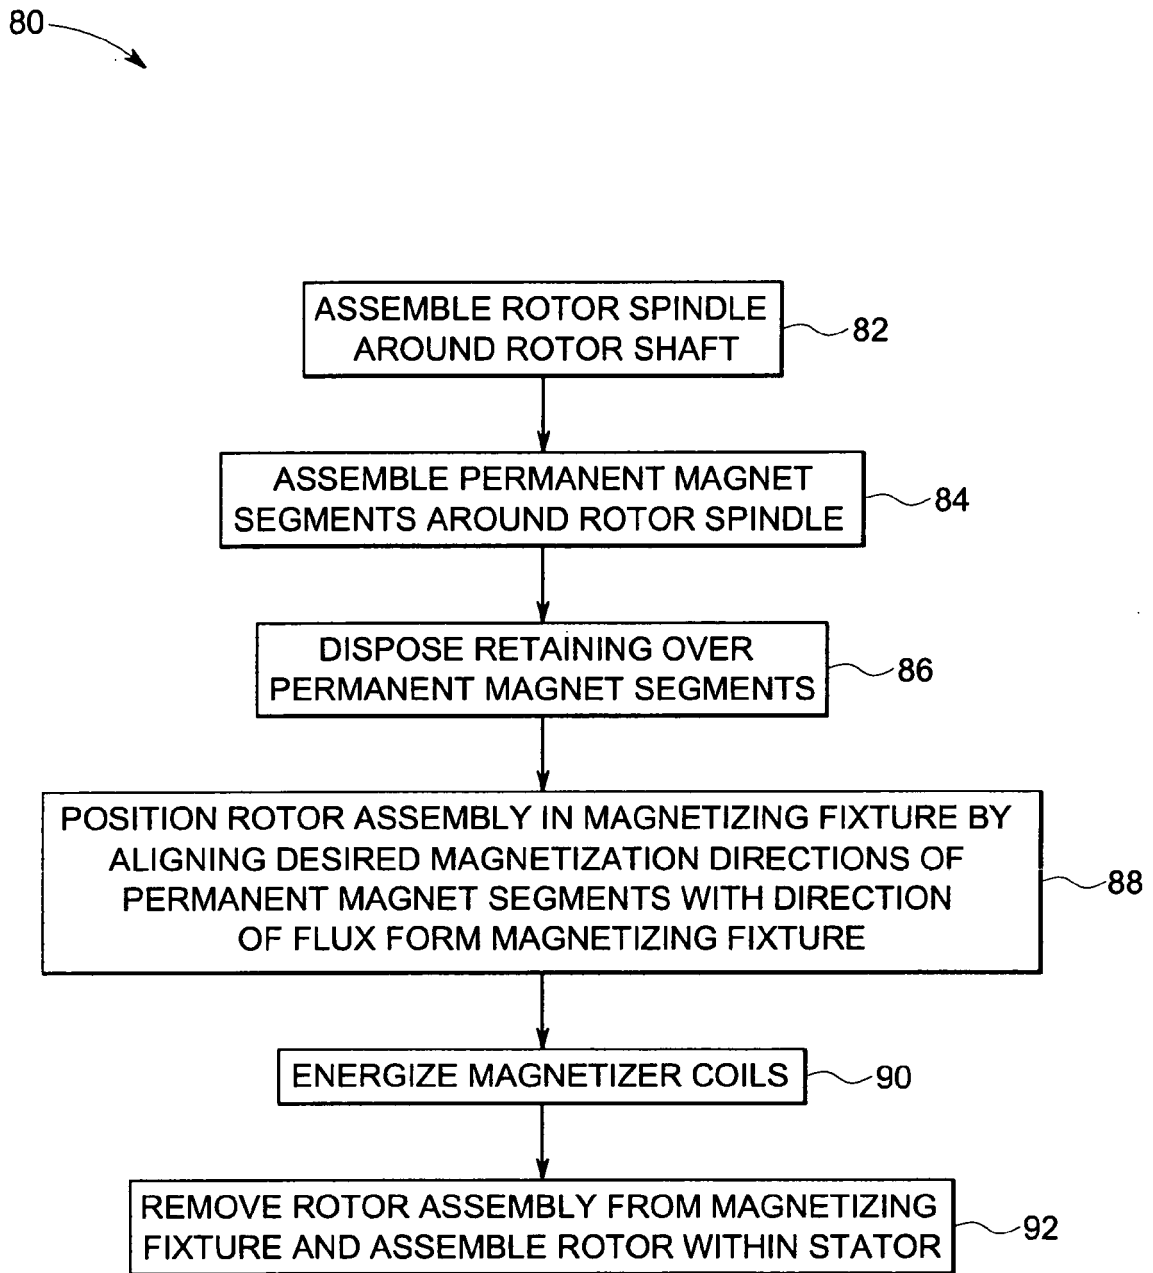 80
ASSEMBLE ROTOR SPINDLE
AROUND ROTOR SHAFT
82
ASSEMBLE PERMANENT MAGNET
SEGMENTS AROUND ROTOR SPINDLE
84
DISPOSE RETAINING OVER
PERMANENT MAGNET SEGMENTS
86
POSITION ROTOR ASSEMBLY IN MAGNETIZING FIXTURE BY
ALIGNING DESIRED MAGNETIZATION DIRECTIONS OF
PERMANENT MAGNET SEGMENTS WITH DIRECTION
OF FLUX FORM MAGNETIZING FIXTURE
88
ENERGIZE MAGNETIZER COILS
90
REMOVE ROTOR ASSEMBLY FROM MAGNETIZING
FIXTURE AND ASSEMBLE ROTOR WITHIN STATOR
92